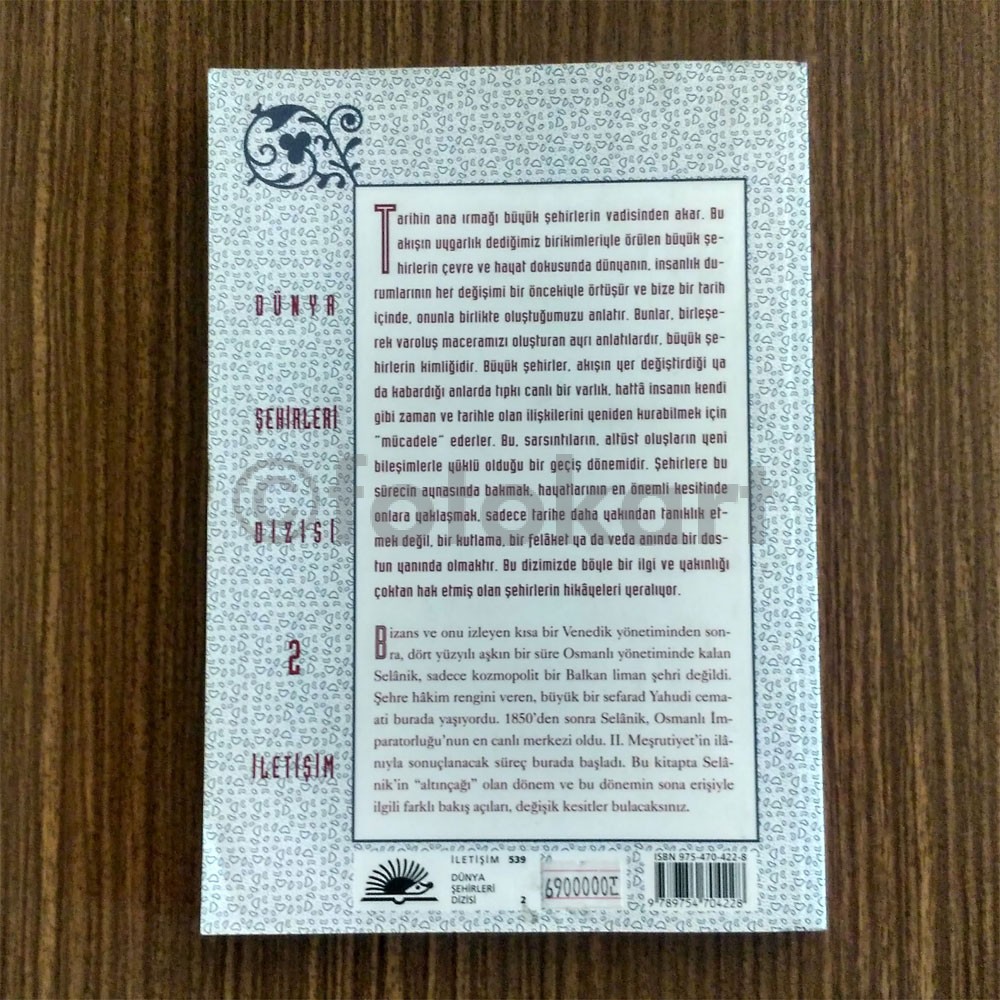 Tarihin ana ırmağı büyük şehirlerin vadisinden akar. Bu
akışın uygarlık dediğimiz birikimleriyle örülen büyük şe-
hirlerin çevre ve hayat dokusunda dünyanın, insanlık du-
rumlarının her değişimi bir öncekiyle örtüşür ve bize bir tarih
içinde, onunla birlikte oluştuğumuzu anlatır. Bunlar, birleşe-
rek varoluş maceramızı oluşturan ayrı anlatılardır, büyük şe-
hirlerin kimliğidir. Büyük şehirler, akışın yer değiştirdiği ya
da kabardığı anlarda tıpkı canlı bir varlık, hattâ insanın kendi
gibi zaman ve tarihle olan ilişkilerini yeniden kurabilmek için
"mücadele" ederler. Bu, sarsıntıların, altüst oluşların yeni
bileşimlerle yüklü olduğu bir geçiş dönemidir. Şehirlere bu
sürecin aynasında bakmak, hayatlarının en önemli kesitinde
onlara yaklaşmak, sadece tarihe daha yakından tanıklık et-
mek değil, bir kutlama, bir felâket ya da veda anında bir dos-
tun yanında olmaktır. Bu dizimizde böyle bir ilgi ve yakınlığı
çoktan hak etmiş olan şehirlerin hikâyeleri yeralıyor.
Bizans ve onu izleyen kısa bir Venedik yönetiminden son-
ra, dört yüzyılı aşkın bir süre Osmanlı yönetiminde kalan
Selânik, sadece kozmopolit bir Balkan liman şehri değildi.
Şehre hâkim rengini veren, büyük bir sefarad Yahudi cema-
ati burada yaşıyordu. 1850'den sonra Selânik, Osmanlı İm-
paratorluğu'nun en canlı merkezi oldu. II. Meşrutiyet'in ilâ-
nıyla sonuçlanacak süreç burada başladı. Bu kitapta Selâ-
nik'in "altınçağı" olan dönem ve bu dönemin sona erişiyle
ilgili farklı bakış açıları, değişik kesitler bulacaksınız.
DÜNYA
ŞEHİRLERİ
DİZİSİ
2
İLETİŞİM
İLETİŞİM 539
DÜNYA
ŞEHİRLERİ
DİZİSİ 2
6900000
ISBN 975-470-422-8
9 789754 704228
©fotokart